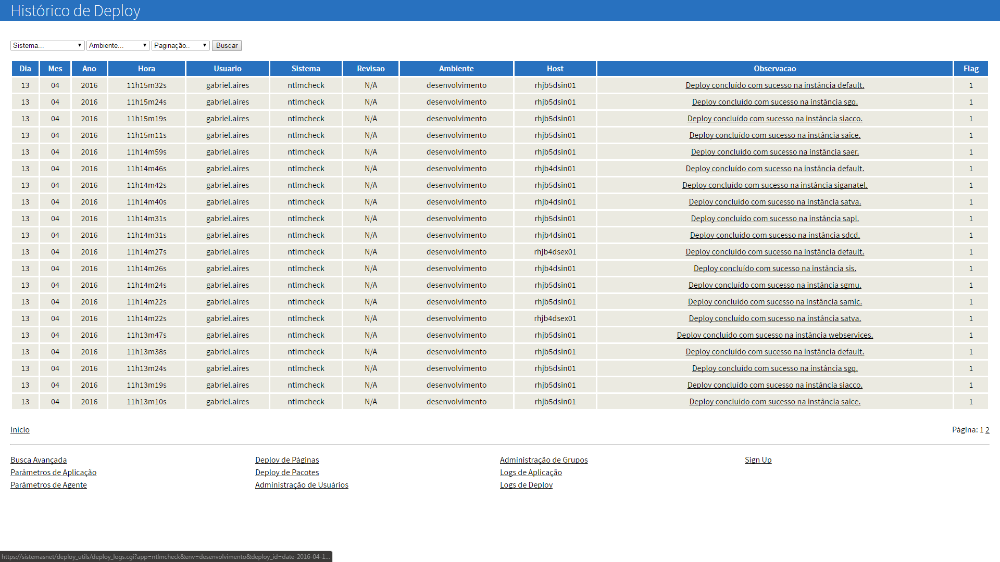 Histórico de Deploy
Sistema... Ambiente... Paginação.. Buscar
Dia Mes Ano Hora Usuario Sistema Revisao Ambiente Host Observacao Flag
13 04 2016 11h15m32s gabriel.aires ntlmcheck N/A desenvolvimento rhjb5dsin01 Deploy concluído com sucesso na instância default. 1
13 04 2016 11h15m24s gabriel.aires ntlmcheck N/A desenvolvimento rhjb5dsin01 Deploy concluído com sucesso na instância sgq. 1
13 04 2016 11h15m19s gabriel.aires ntlmcheck N/A desenvolvimento rhjb5dsin01 Deploy concluído com sucesso na instância siacco. 1
13 04 2016 11h15m11s gabriel.aires ntlmcheck N/A desenvolvimento rhjb5dsin01 Deploy concluído com sucesso na instância saice. 1
13 04 2016 11h14m59s gabriel.aires ntlmcheck N/A desenvolvimento rhjb5dsin01 Deploy concluído com sucesso na instância saer. 1
13 04 2016 11h14m46s gabriel.aires ntlmcheck N/A desenvolvimento rhjb4dsin01 Deploy concluído com sucesso na instância default. 1
13 04 2016 11h14m42s gabriel.aires ntlmcheck N/A desenvolvimento rhjb5dsin01 Deploy concluído com sucesso na instância siganatel. 1
13 04 2016 11h14m40s gabriel.aires ntlmcheck N/A desenvolvimento rhjb4dsin01 Deploy concluído com sucesso na instância satva. 1
13 04 2016 11h14m31s gabriel.aires ntlmcheck N/A desenvolvimento rhjb5dsin01 Deploy concluído com sucesso na instância sapl. 1
13 04 2016 11h14m31s gabriel.aires ntlmcheck N/A desenvolvimento rhjb4dsin01 Deploy concluído com sucesso na instância sdcd. 1
13 04 2016 11h14m27s gabriel.aires ntlmcheck N/A desenvolvimento rhjb4dsex01 Deploy concluído com sucesso na instância default. 1
13 04 2016 11h14m26s gabriel.aires ntlmcheck N/A desenvolvimento rhjb4dsin01 Deploy concluído com sucesso na instância sis. 1
13 04 2016 11h14m24s gabriel.aires ntlmcheck N/A desenvolvimento rhjb5dsin01 Deploy concluído com sucesso na instância sgmu. 1
13 04 2016 11h14m22s gabriel.aires ntlmcheck N/A desenvolvimento rhjb5dsin01 Deploy concluído com sucesso na instância samic. 1
13 04 2016 11h14m22s gabriel.aires ntlmcheck N/A desenvolvimento rhjb4dsex01 Deploy concluído com sucesso na instância satva. 1
13 04 2016 11h13m47s gabriel.aires ntlmcheck N/A desenvolvimento rhjb5dsin01 Deploy concluído com sucesso na instância webservices. 1
13 04 2016 11h13m38s gabriel.aires ntlmcheck N/A desenvolvimento rhjb5dsin01 Deploy concluído com sucesso na instância default. 1
13 04 2016 11h13m24s gabriel.aires ntlmcheck N/A desenvolvimento rhjb5dsin01 Deploy concluído com sucesso na instância sgq. 1
13 04 2016 11h13m19s gabriel.aires ntlmcheck N/A desenvolvimento rhjb5dsin01 Deploy concluído com sucesso na instância siacco. 1
13 04 2016 11h13m10s gabriel.aires ntlmcheck N/A desenvolvimento rhjb5dsin01 Deploy concluído com sucesso na instância saice. 1
Início Página: 1 2
Busca Avançada Deploy de Páginas Administração de Grupos Sign Up
Parâmetros de Aplicação Deploy de Pacotes Logs de Aplicação
Parâmetros de Agente Administração de Usuários Logs de Deploy
https://sistemasnet/deploy_utils/deploy_logs.cgi?app=ntlmcheck&env=desenvolvimento&deploy_id=date-2016-04-1...